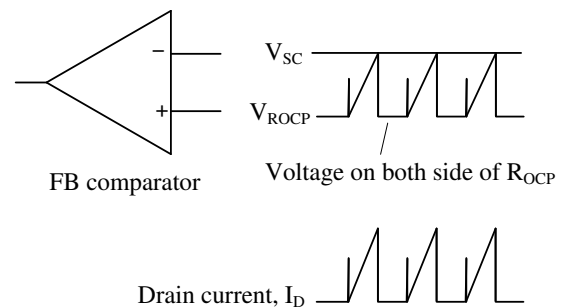 −
+
V_SC
V_ROCP
FB comparator
Voltage on both side of R_OCP
Drain current, I_D